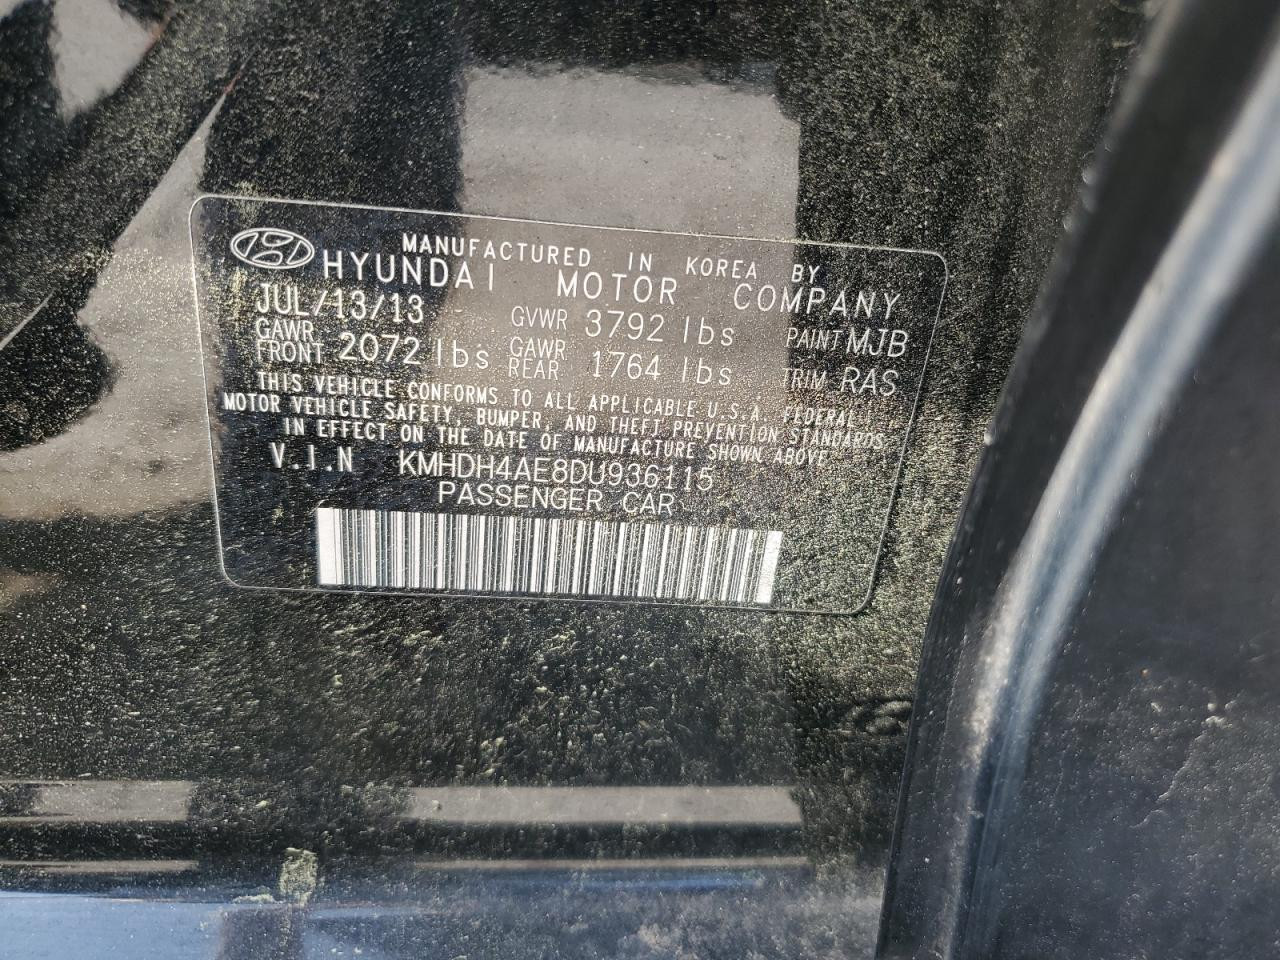 MANUFACTURED IN KOREA BY
HYUNDAI MOTOR COMPANY
JUL/13/13 GVWR 3792 lbs PAINT MJB
GAWR FRONT 2072 lbs GAWR REAR 1764 lbs TRIM RAS
THIS VEHICLE CONFORMS TO ALL APPLICABLE U.S.A. FEDERAL
MOTOR VEHICLE SAFETY, BUMPER, AND THEFT PREVENTION STANDARDS
IN EFFECT ON THE DATE OF MANUFACTURE SHOWN ABOVE.
V.I.N KMHDH4AE8DU936115
PASSENGER CAR